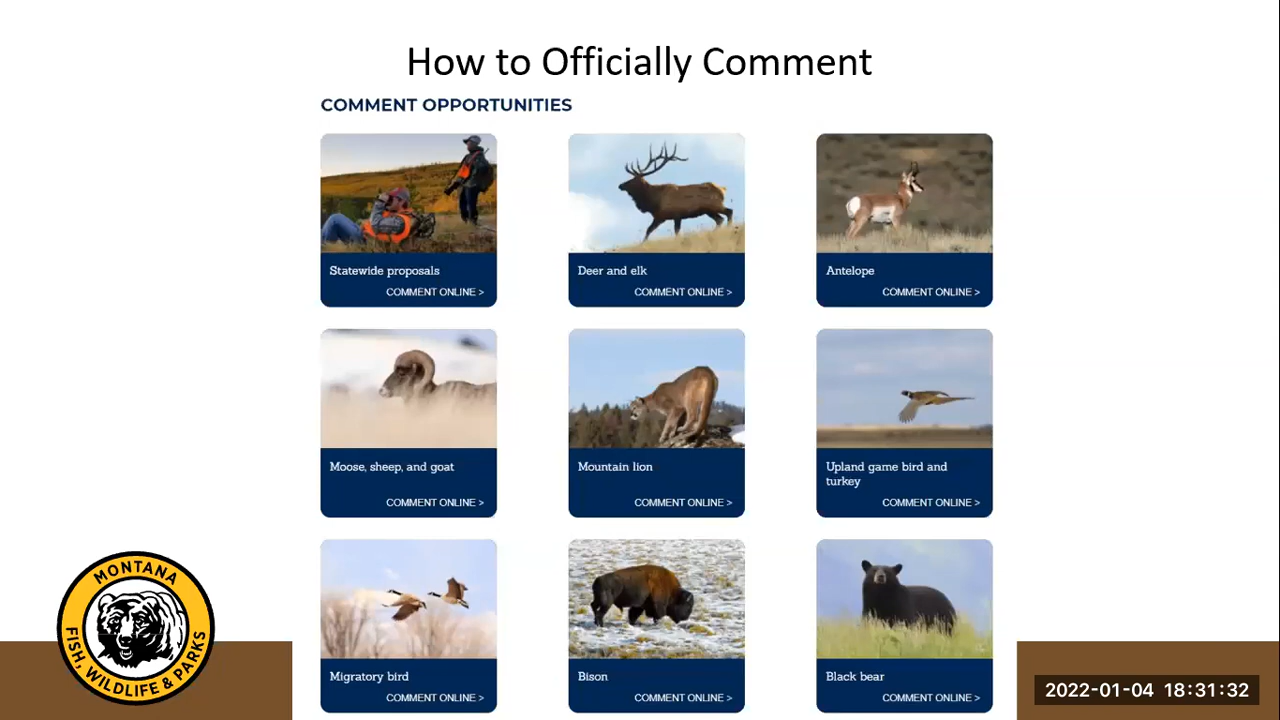 How to Officially Comment
COMMENT OPPORTUNITIES
Statewide proposals
COMMENT ONLINE >
Deer and elk
COMMENT ONLINE >
Antelope
COMMENT ONLINE >
Moose, sheep, and goat
COMMENT ONLINE >
Mountain lion
COMMENT ONLINE >
Upland game bird and
turkey
COMMENT ONLINE >
Migratory bird
COMMENT ONLINE >
Bison
COMMENT ONLINE >
Black bear
COMMENT ONLINE >
MONTANA
FISH, WILDLIFE & PARKS
2022-01-04 18:31:32